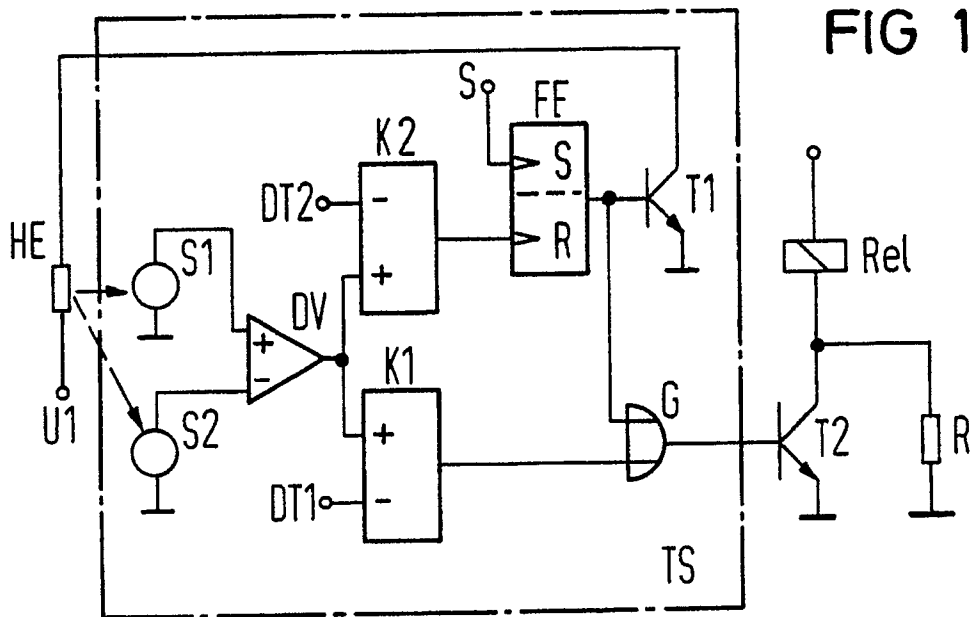 FIG 1
S
FE
K2
S
DT2
-
T1
R
HE
S1
+
Rel
DV
+
K1
-
U1
S2
+
G
T2
R
DT1
-
TS